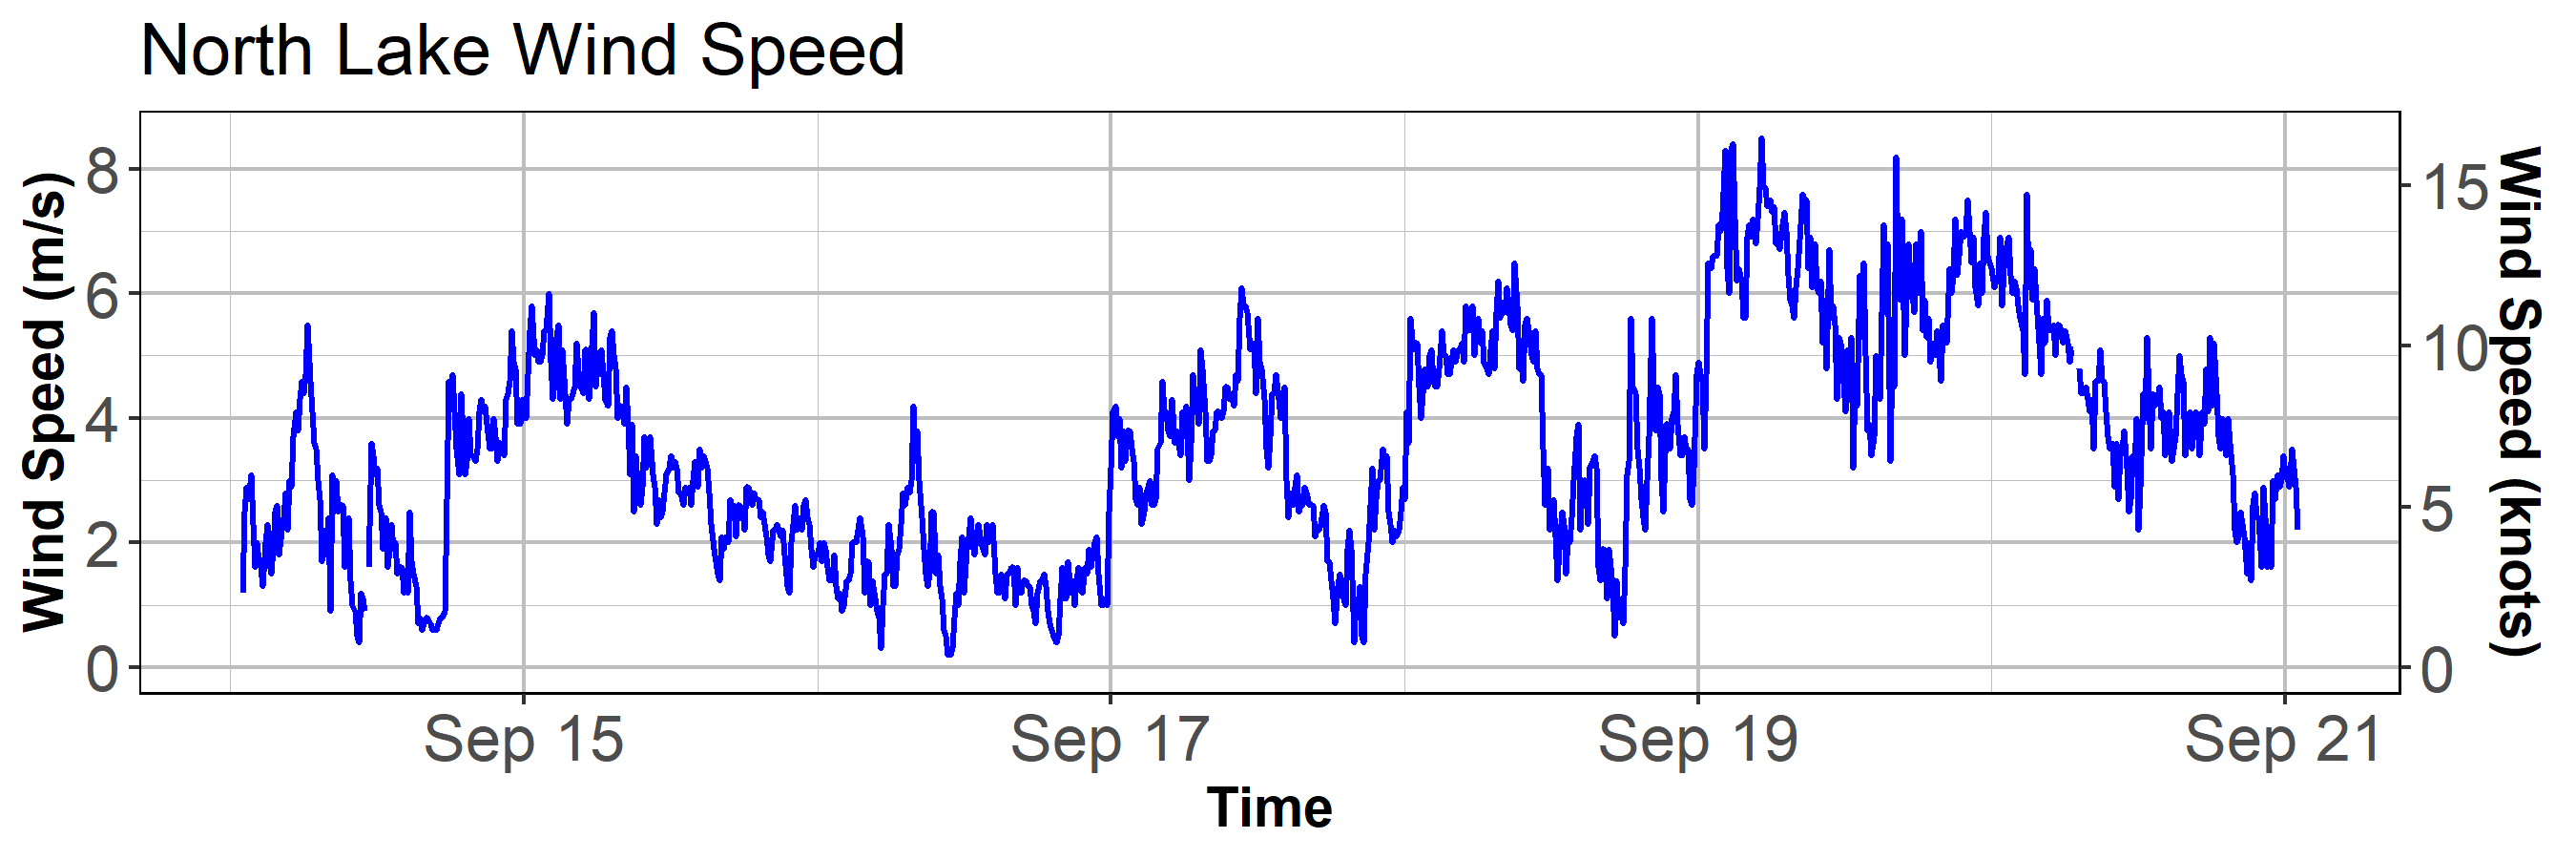 North Lake Wind Speed
Wind Speed (m/s)
8
6
4
2
0
15
10
5
0
Wind Speed (knots)
Sep 15
Sep 17
Sep 19
Sep 21
Time